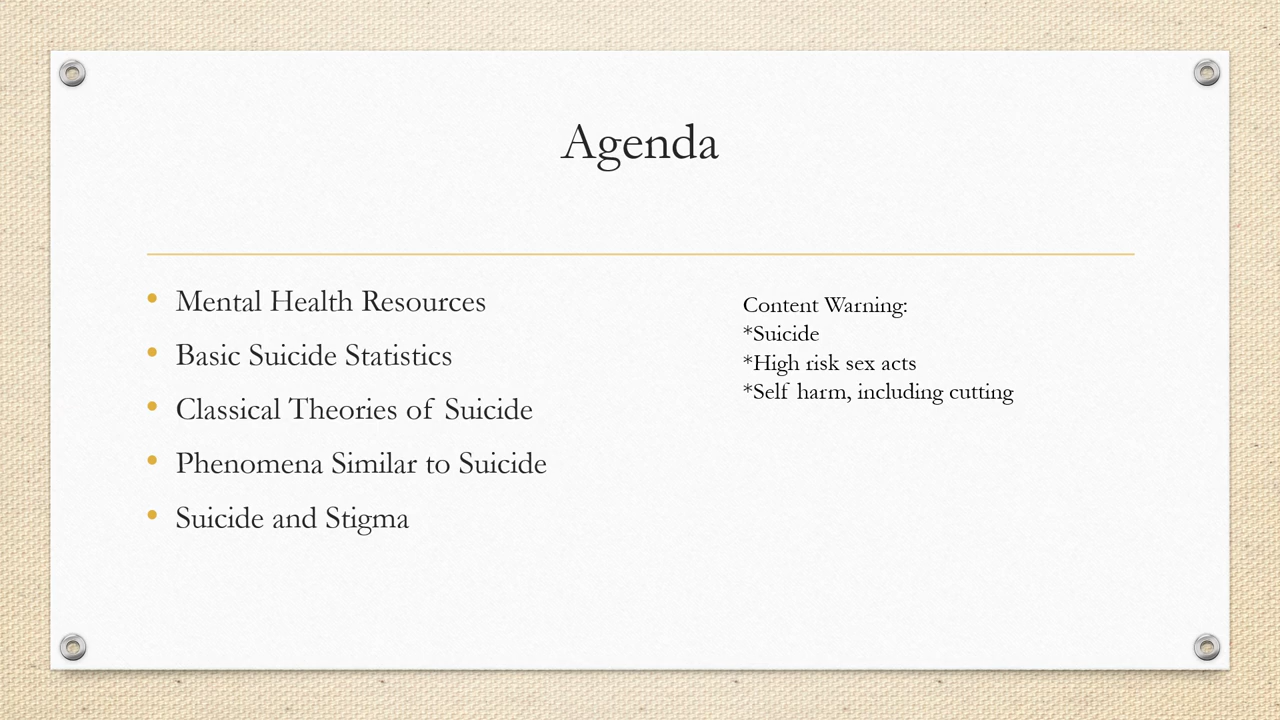 Agenda
• Mental Health Resources
• Basic Suicide Statistics
• Classical Theories of Suicide
• Phenomena Similar to Suicide
• Suicide and Stigma
Content Warning:
*Suicide
*High risk sex acts
*Self harm, including cutting